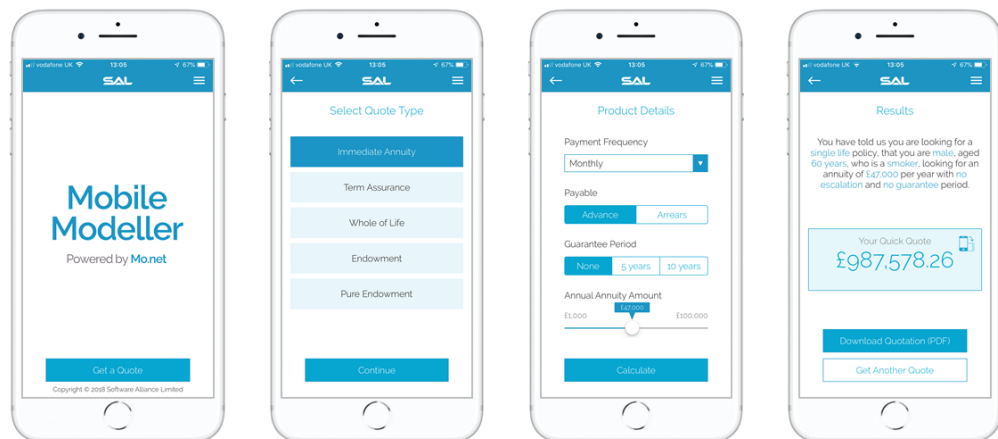 vodafone UK 13:05 67%
SAL
Mobile
Modeller
Powered by Mo.net
Get a Quote
Copyright © 2018 Software Alliance Limited
vodafone UK 13:05 67%
SAL
Select Quote Type
Immediate Annuity
Term Assurance
Whole of Life
Endowment
Pure Endowment
Continue
vodafone UK 13:05 67%
SAL
Product Details
Payment Frequency
Monthly
Payable
Advance Arrears
Guarantee Period
None 5 years 10 years
Annual Annuity Amount
£47,000
£1,000 £100,000
Calculate
vodafone UK 13:05 67%
SAL
Results
You have told us you are looking for a
single life policy, that you are male, aged
60 years, who is a smoker, looking for an
annuity of £47,000 per year with no
escalation and no guarantee period.
Your Quick Quote
£987,578.26
Download Quotation (PDF)
Get Another Quote